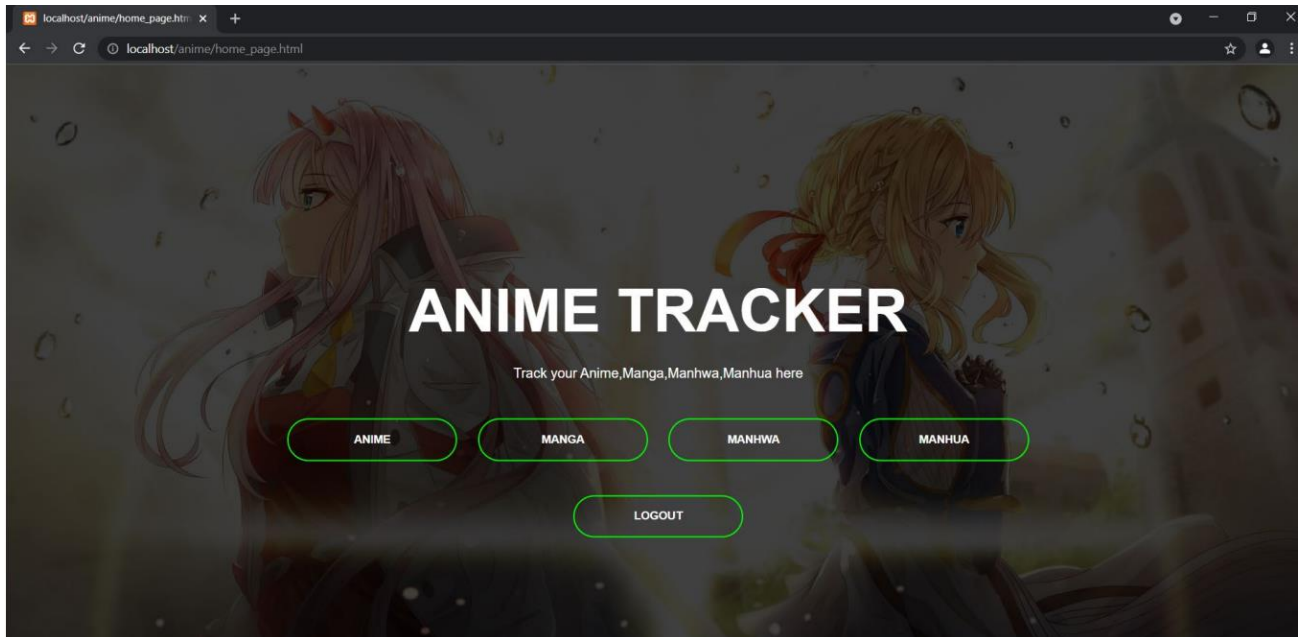 localhost/anime/home_page.htm
localhost/anime/home_page.html
ANIME TRACKER
Track your Anime,Manga,Manhwa,Manhua here
ANIME MANGA MANHWA MANHUA
LOGOUT